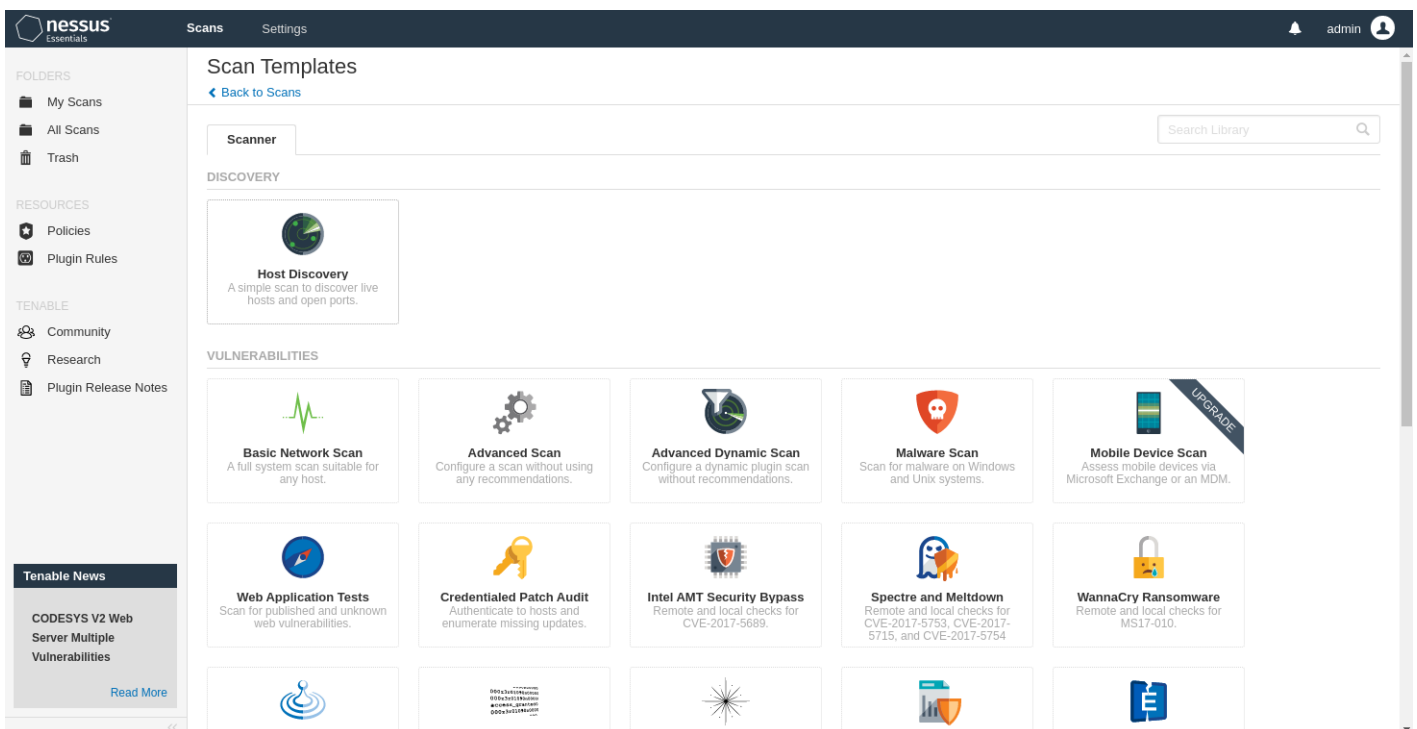 nessus
Essentials
Scans
Settings
admin
FOLDERS
My Scans
All Scans
Trash
RESOURCES
Policies
Plugin Rules
TENABLE
Community
Research
Plugin Release Notes
Tenable News
CODESYS V2 Web
Server Multiple
Vulnerabilities
Read More
Scan Templates
Back to Scans
Scanner
Search Library
DISCOVERY
Host Discovery
A simple scan to discover live
hosts and open ports.
VULNERABILITIES
Basic Network Scan
A full system scan suitable for
any host.
Advanced Scan
Configure a scan without using
any recommendations.
Advanced Dynamic Scan
Configure a dynamic plugin scan
without recommendations.
Malware Scan
Scan for malware on Windows
and Unix systems.
UPGRADE
Mobile Device Scan
Assess mobile devices via
Microsoft Exchange or an MDM.
Web Application Tests
Scan for published and unknown
web vulnerabilities.
Credentialed Patch Audit
Authenticate to hosts and
enumerate missing updates.
Intel AMT Security Bypass
Remote and local checks for
CVE-2017-5689.
Spectre and Meltdown
Remote and local checks for
CVE-2017-5753, CVE-2017-
5715, and CVE-2017-5754
WannaCry Ransomware
Remote and local checks for
MS17-010.
E